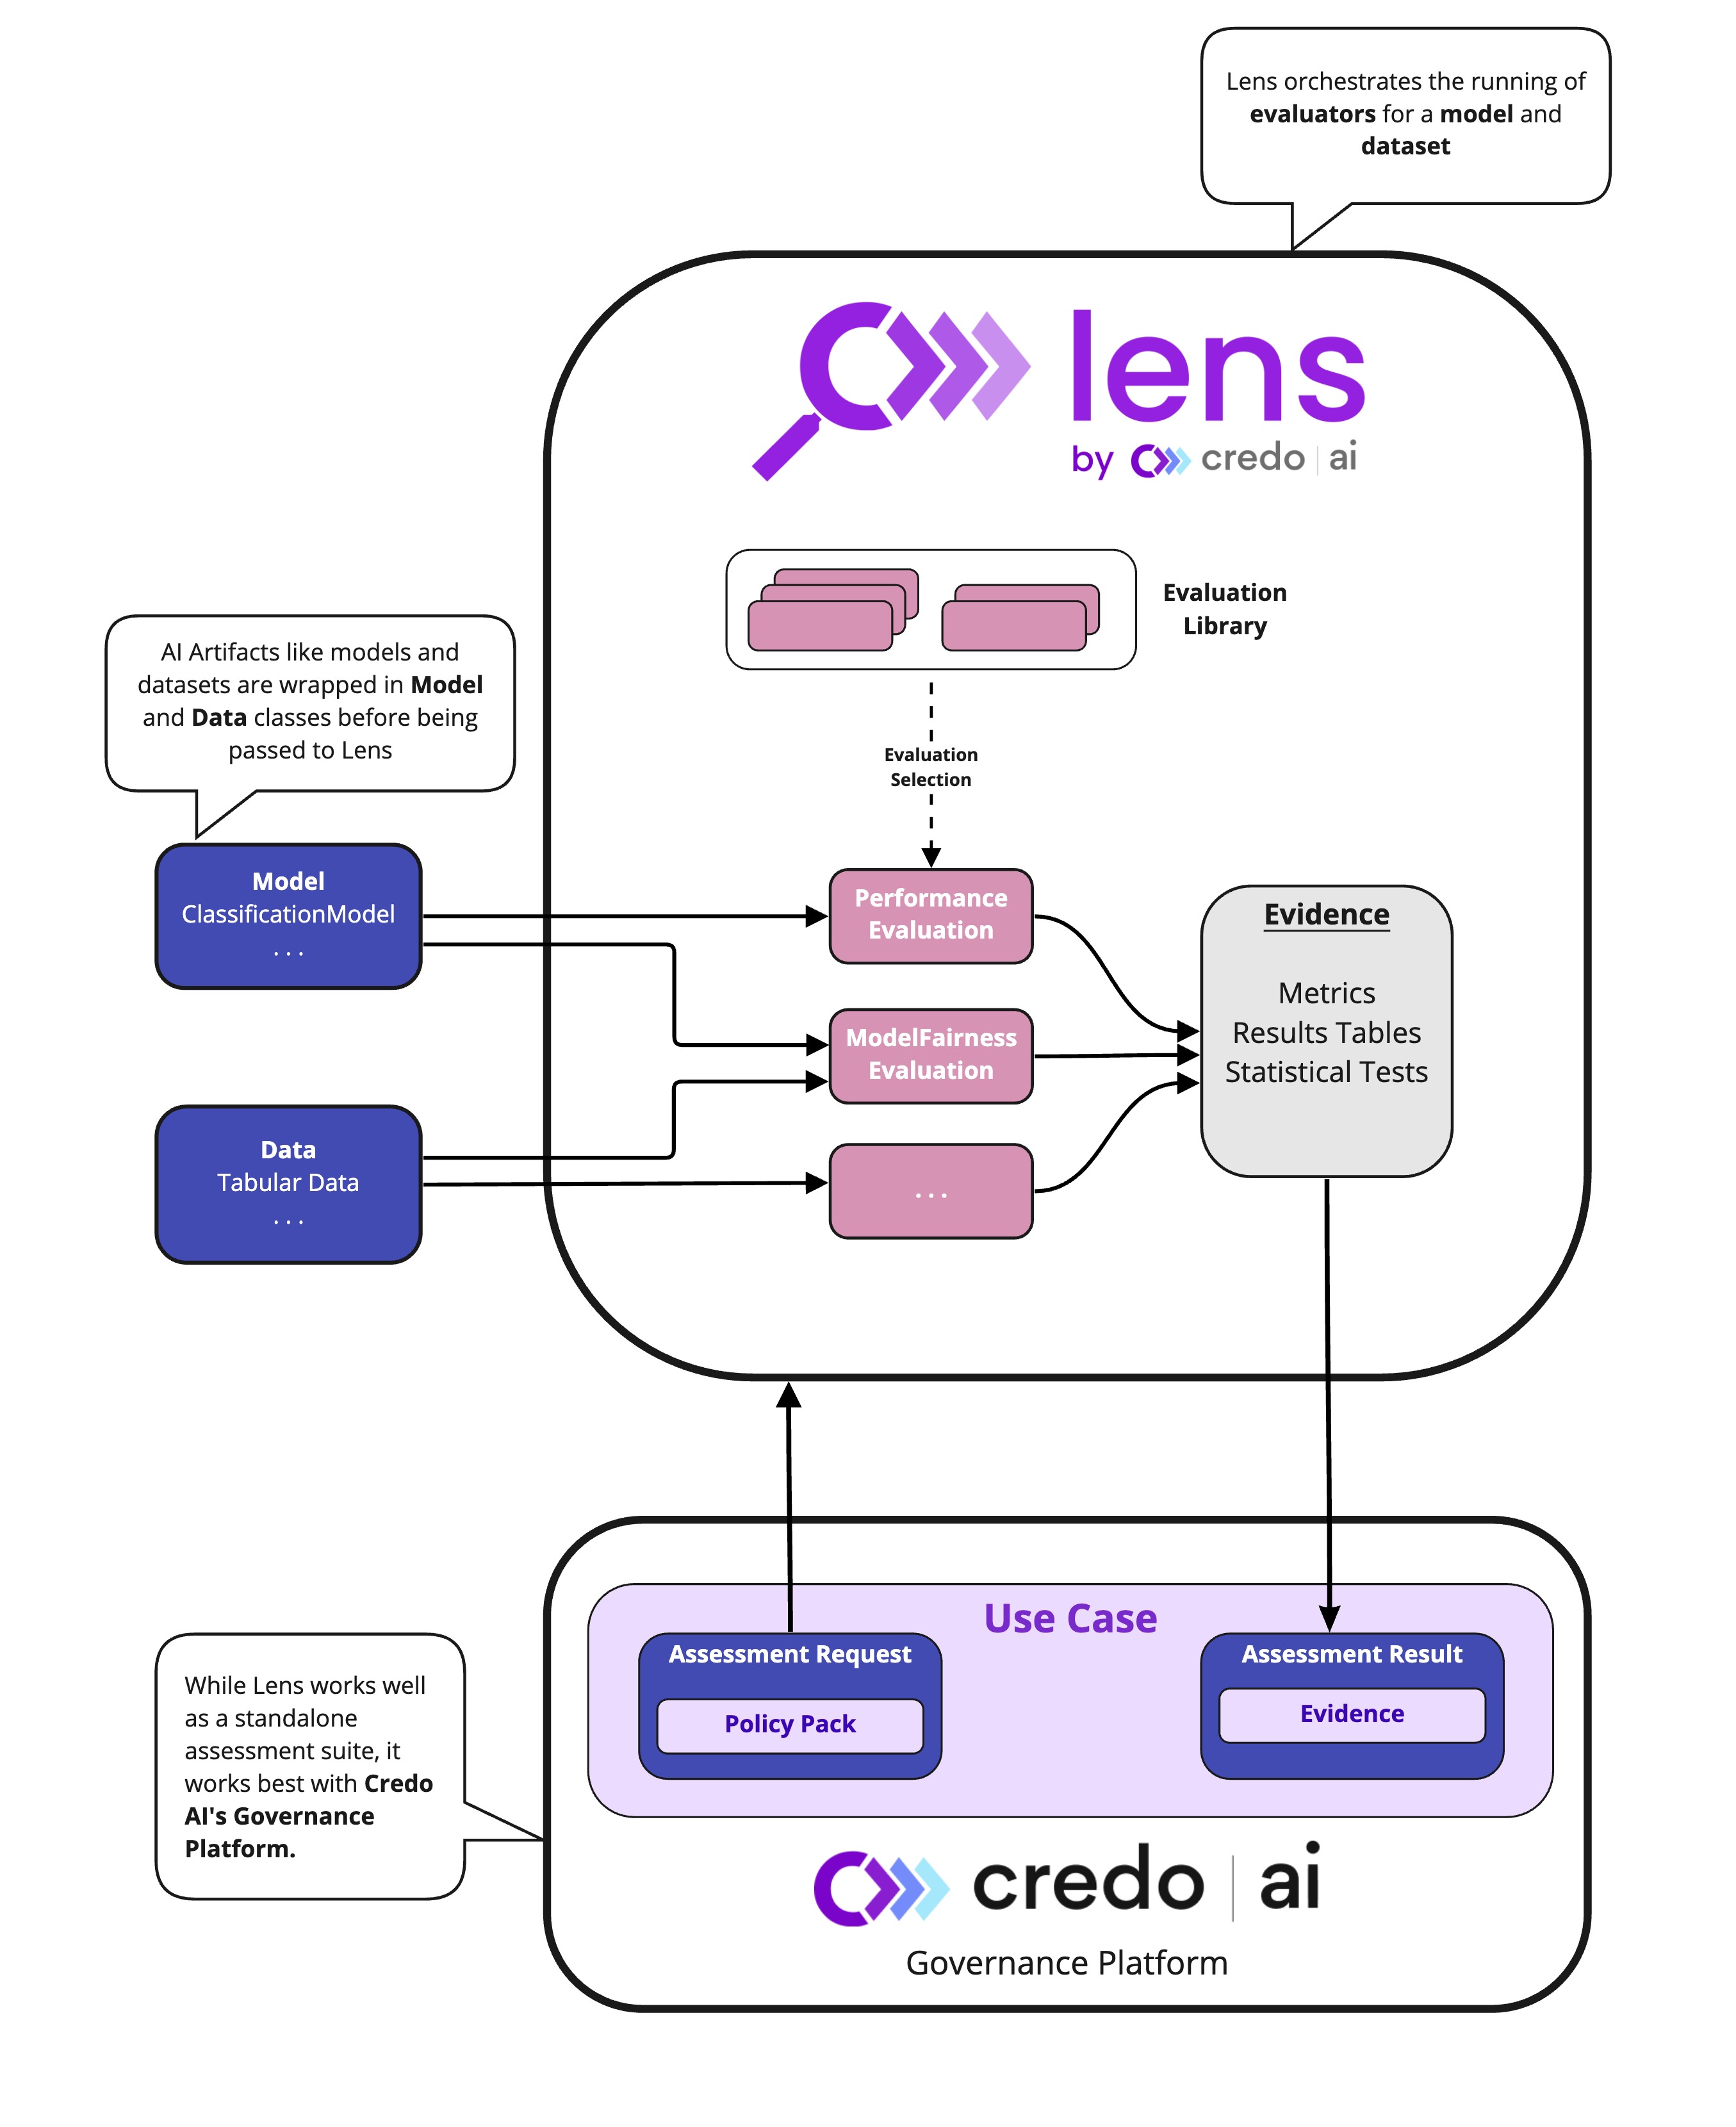 Lens orchestrates the running of
evaluators for a model and
dataset
lens
by credo ai
Evaluation
Library
AI Artifacts like models and
datasets are wrapped in Model
and Data classes before being
passed to Lens
Evaluation
Selection
Model
ClassificationModel
. . .
Performance
Evaluation
Evidence
Metrics
Results Tables
Statistical Tests
ModelFairness
Evaluation
Data
Tabular Data
. . .
. . .
Use Case
Assessment Request
Policy Pack
Assessment Result
Evidence
While Lens works well
as a standalone
assessment suite, it
works best with Credo
AI's Governance
Platform.
credo ai
Governance Platform